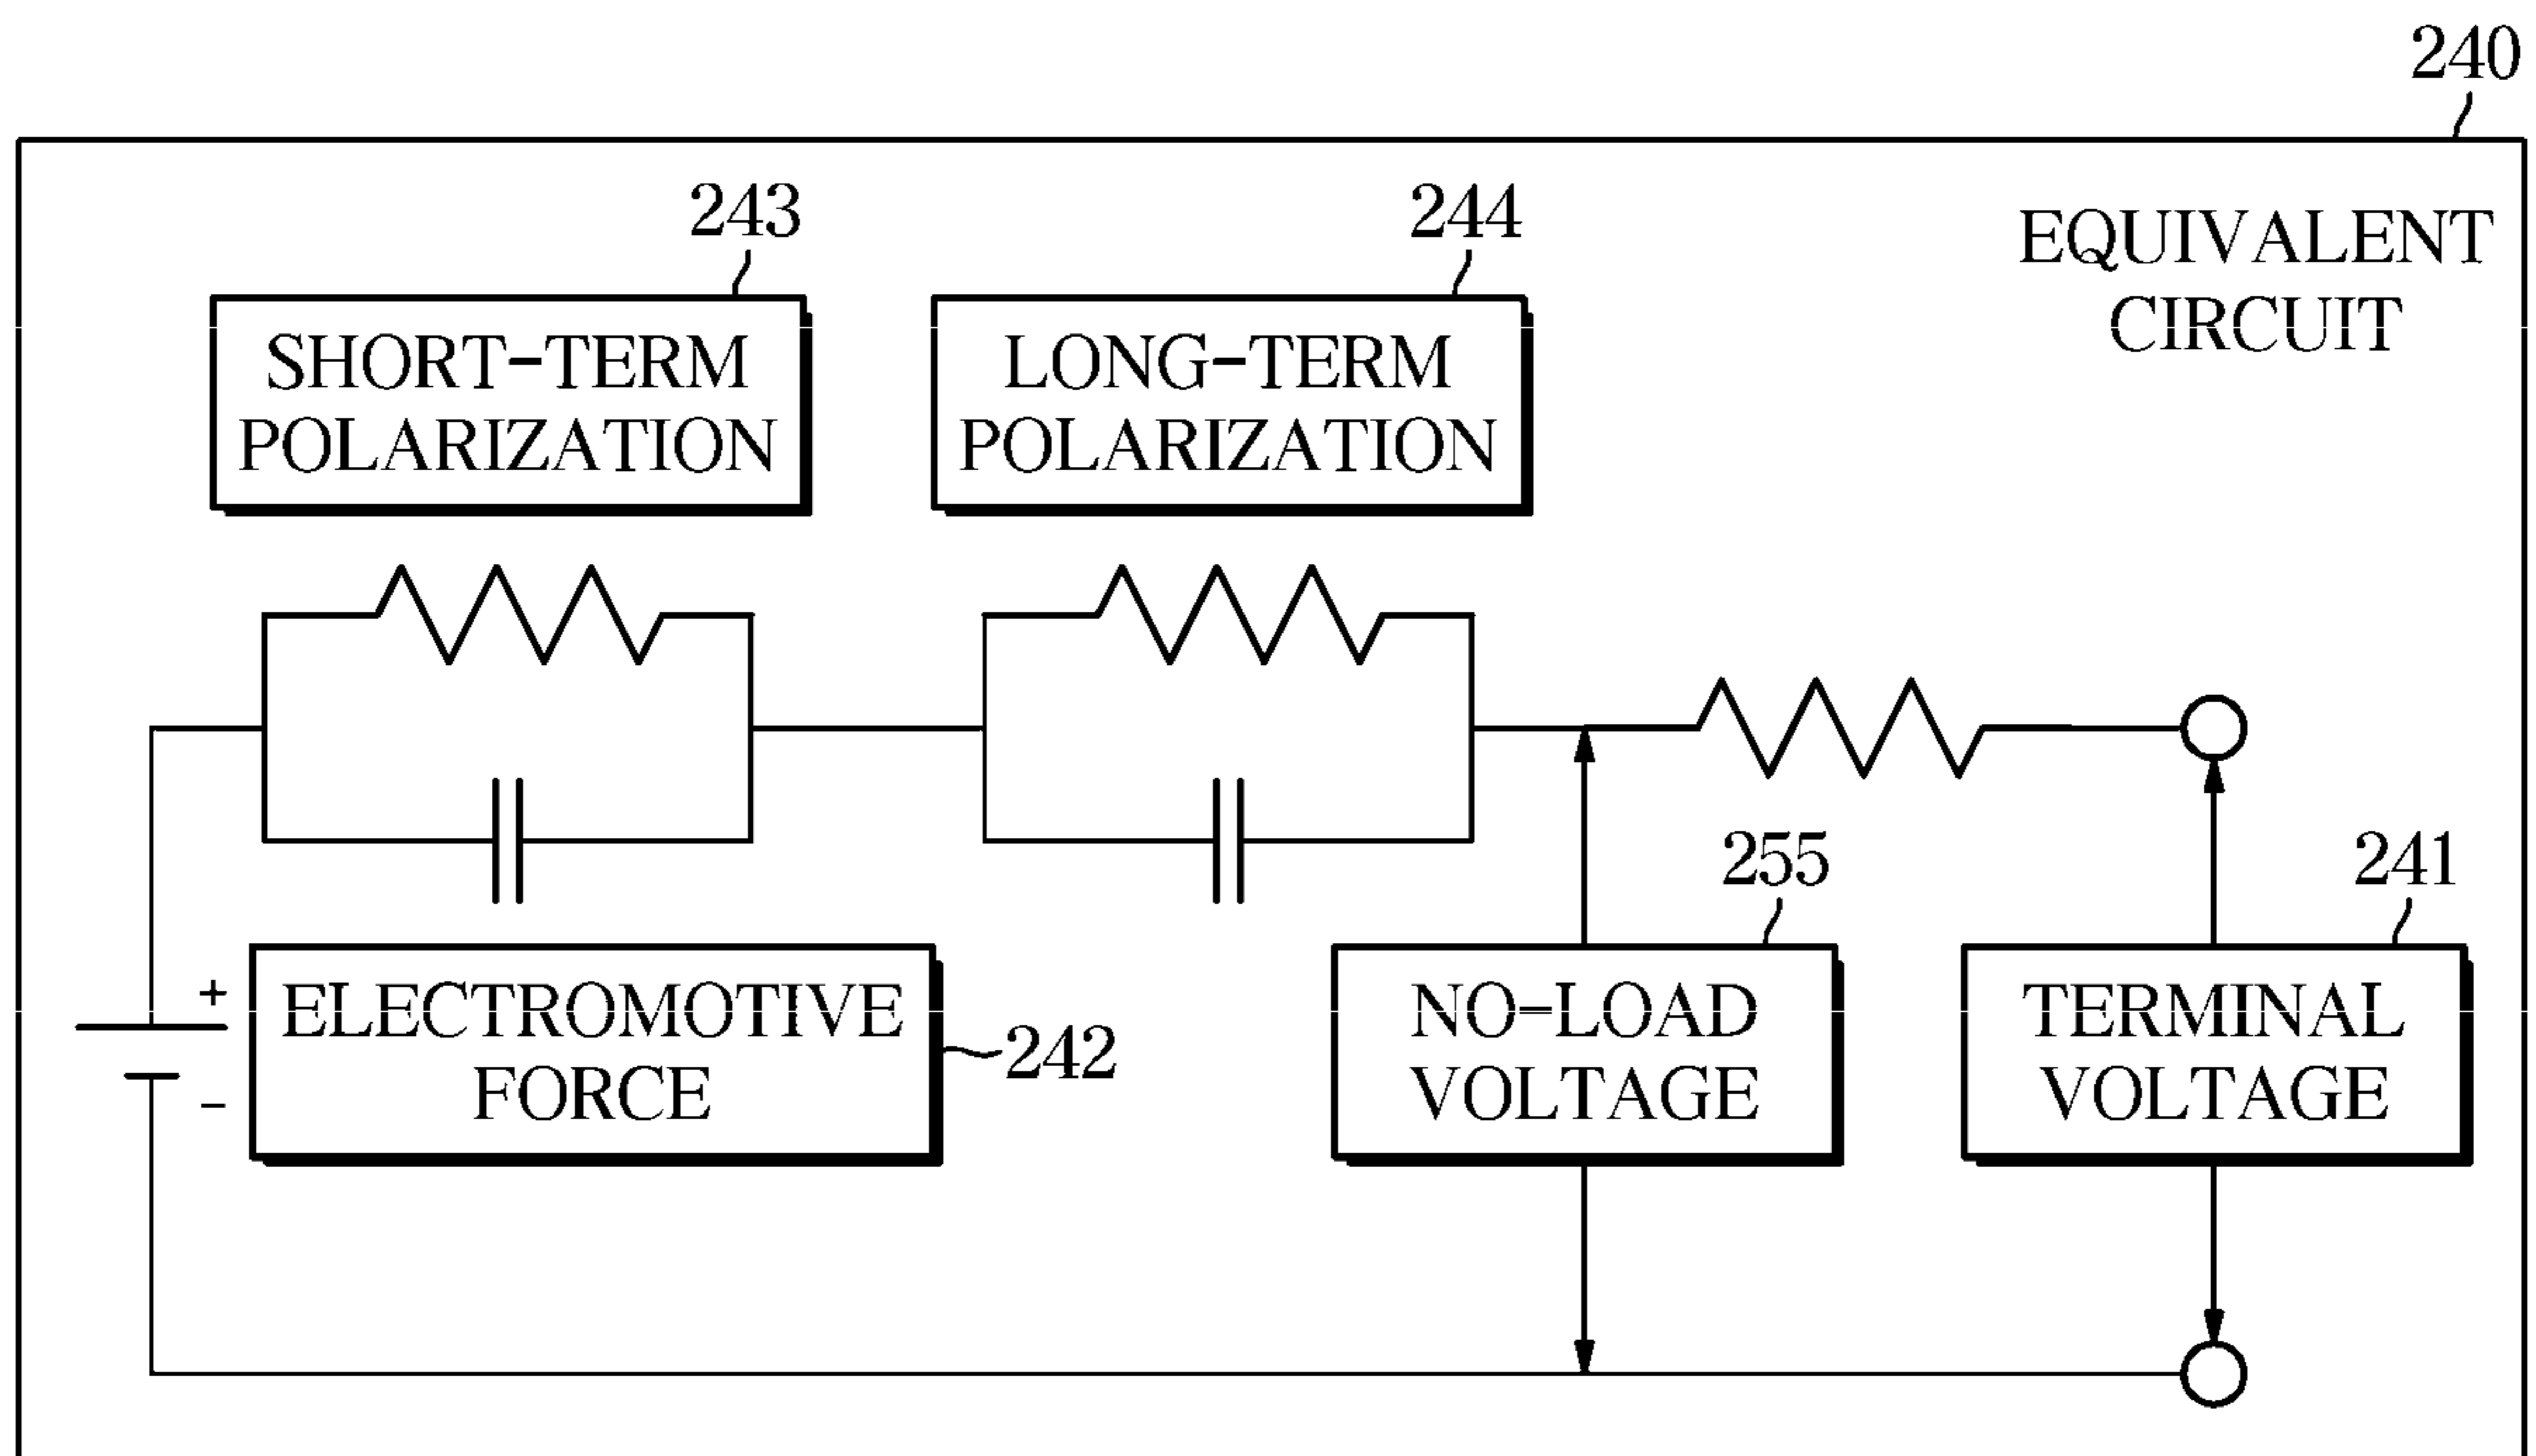 240
EQUIVALENT
CIRCUIT
243
244
SHORT-TERM
POLARIZATION
LONG-TERM
POLARIZATION
255
241
+
-
ELECTROMOTIVE
FORCE
242
NO-LOAD
VOLTAGE
TERMINAL
VOLTAGE